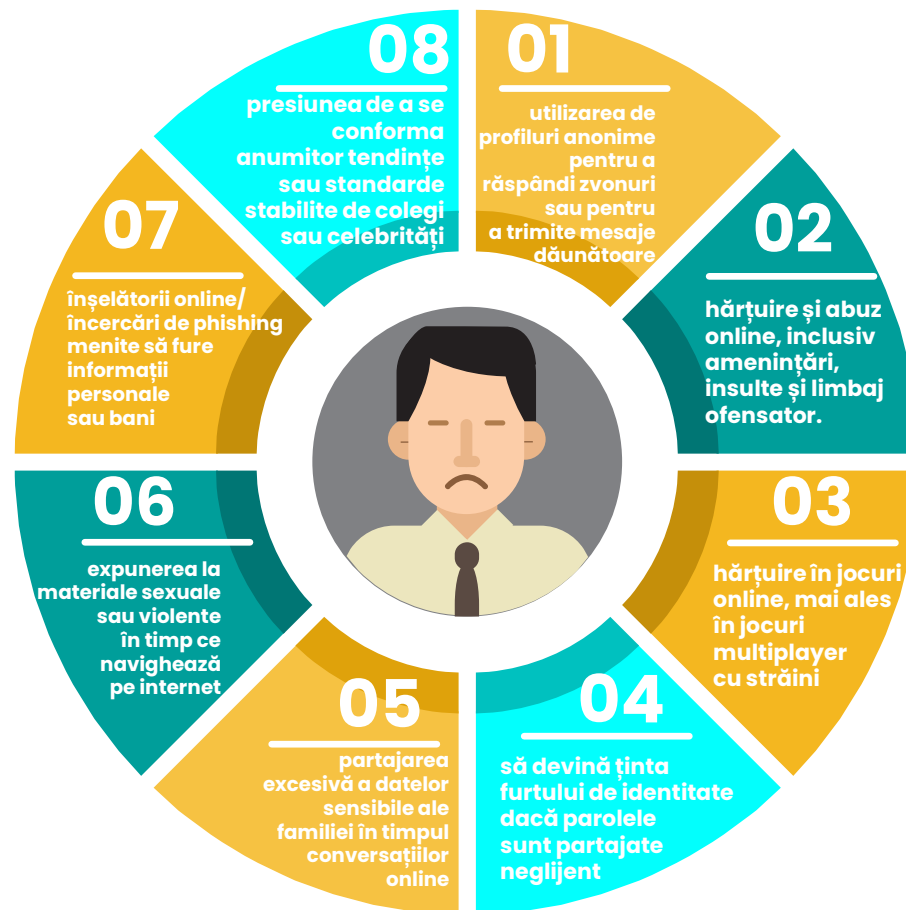 01
utilizarea de
profiluri anonime
pentru a
răspândi zvonuri
sau pentru
a trimite mesaje
dăunătoare
02
hărțuire și abuz
online, inclusiv
amenințări,
insulte și limbaj
ofensator.
03
hărțuire în jocuri
online, mai ales
în jocuri
multiplayer
cu străini
04
să devină ținta
furtului de identitate
dacă parolele
sunt partajate
neglijent
05
partajarea
excesivă a datelor
sensibile ale
familiei în timpul
conversațiilor
online
06
expunerea la
materiale sexuale
sau violente
în timp ce
navighează
pe internet
07
înșelătorii online/
încercări de phishing
menite să fure
informații
personale
sau bani
08
presiunea de a se
conforma
anumitor tendințe
sau standarde
stabilite de colegi
sau celebrități